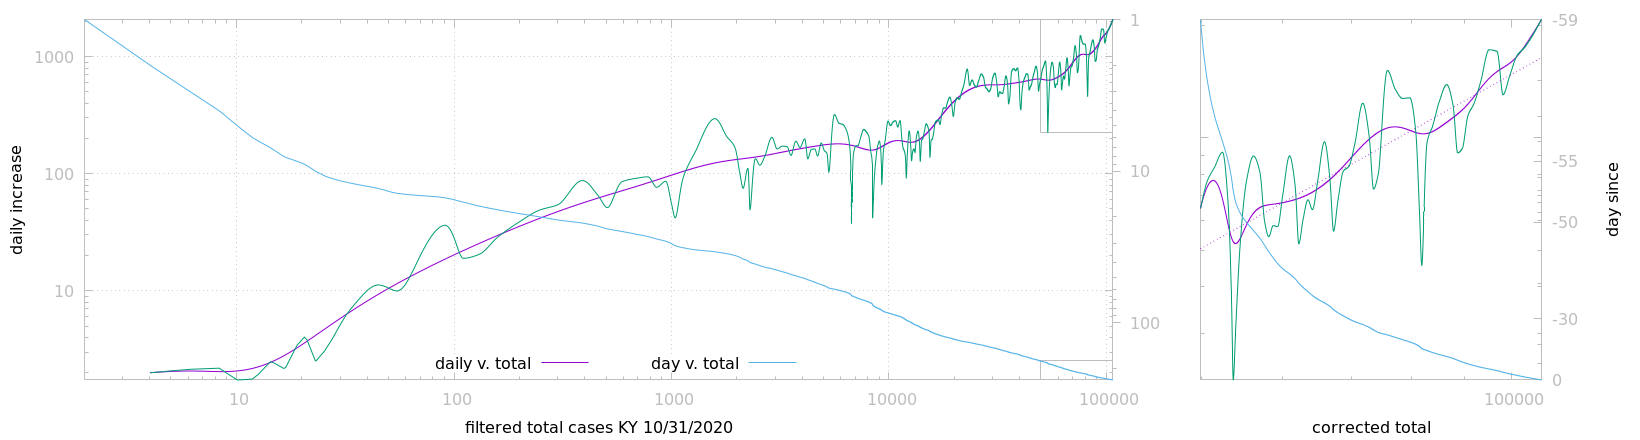 1000
100
10
daily increase
10
100
1000
10000
100000
1
10
100
daily v. total
day v. total
filtered total cases KY 10/31/2020
-59
-55
-50
-30
0
day since
100000
corrected total